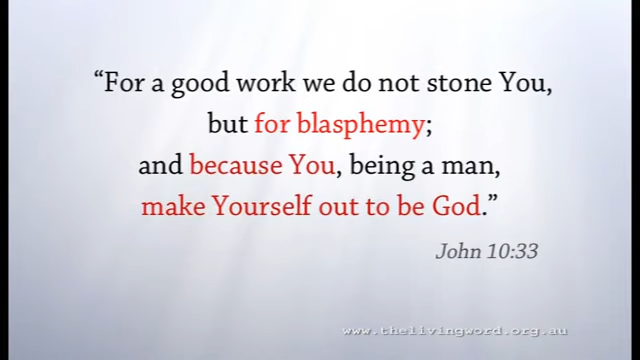 “For a good work we do not stone You,
but for blasphemy;
and because You, being a man,
make Yourself out to be God.”
John 10:33
www.thelivingword.org.au